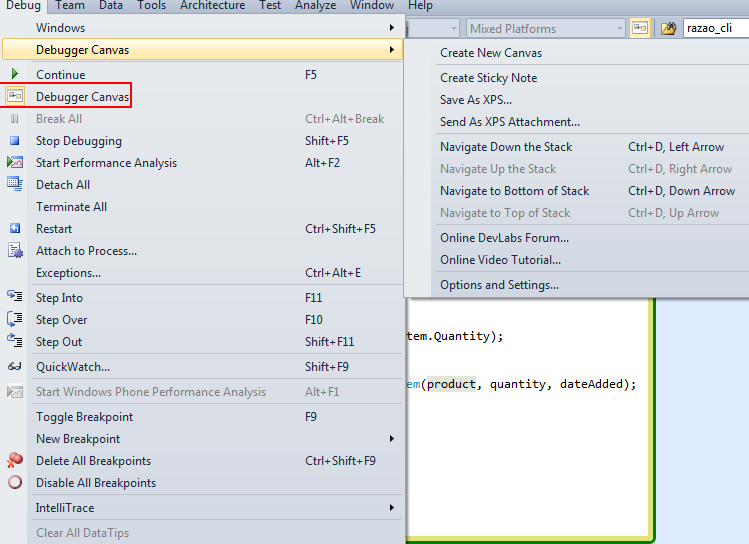 Debug Team Data Tools Architecture Test Analyze Window Help
Mixed Platforms razao_cli
Windows
Debugger Canvas
Continue F5
Debugger Canvas
Break All Ctrl+Alt+Break
Stop Debugging Shift+F5
Start Performance Analysis Alt+F2
Detach All
Terminate All
Restart Ctrl+Shift+F5
Attach to Process...
Exceptions... Ctrl+Alt+E
Step Into F11
Step Over F10
Step Out Shift+F11
QuickWatch... Shift+F9
Start Windows Phone Performance Analysis Alt+F1
Toggle Breakpoint F9
New Breakpoint
Delete All Breakpoints Ctrl+Shift+F9
Disable All Breakpoints
IntelliTrace
Clear All DataTips
Create New Canvas
Create Sticky Note
Save As XPS...
Send As XPS Attachment...
Navigate Down the Stack Ctrl+D, Left Arrow
Navigate Up the Stack Ctrl+D, Right Arrow
Navigate to Bottom of Stack Ctrl+D, Down Arrow
Navigate to Top of Stack Ctrl+D, Up Arrow
Online DevLabs Forum...
Online Video Tutorial...
Options and Settings...
tem.Quantity);
em(product, quantity, dateAdded);